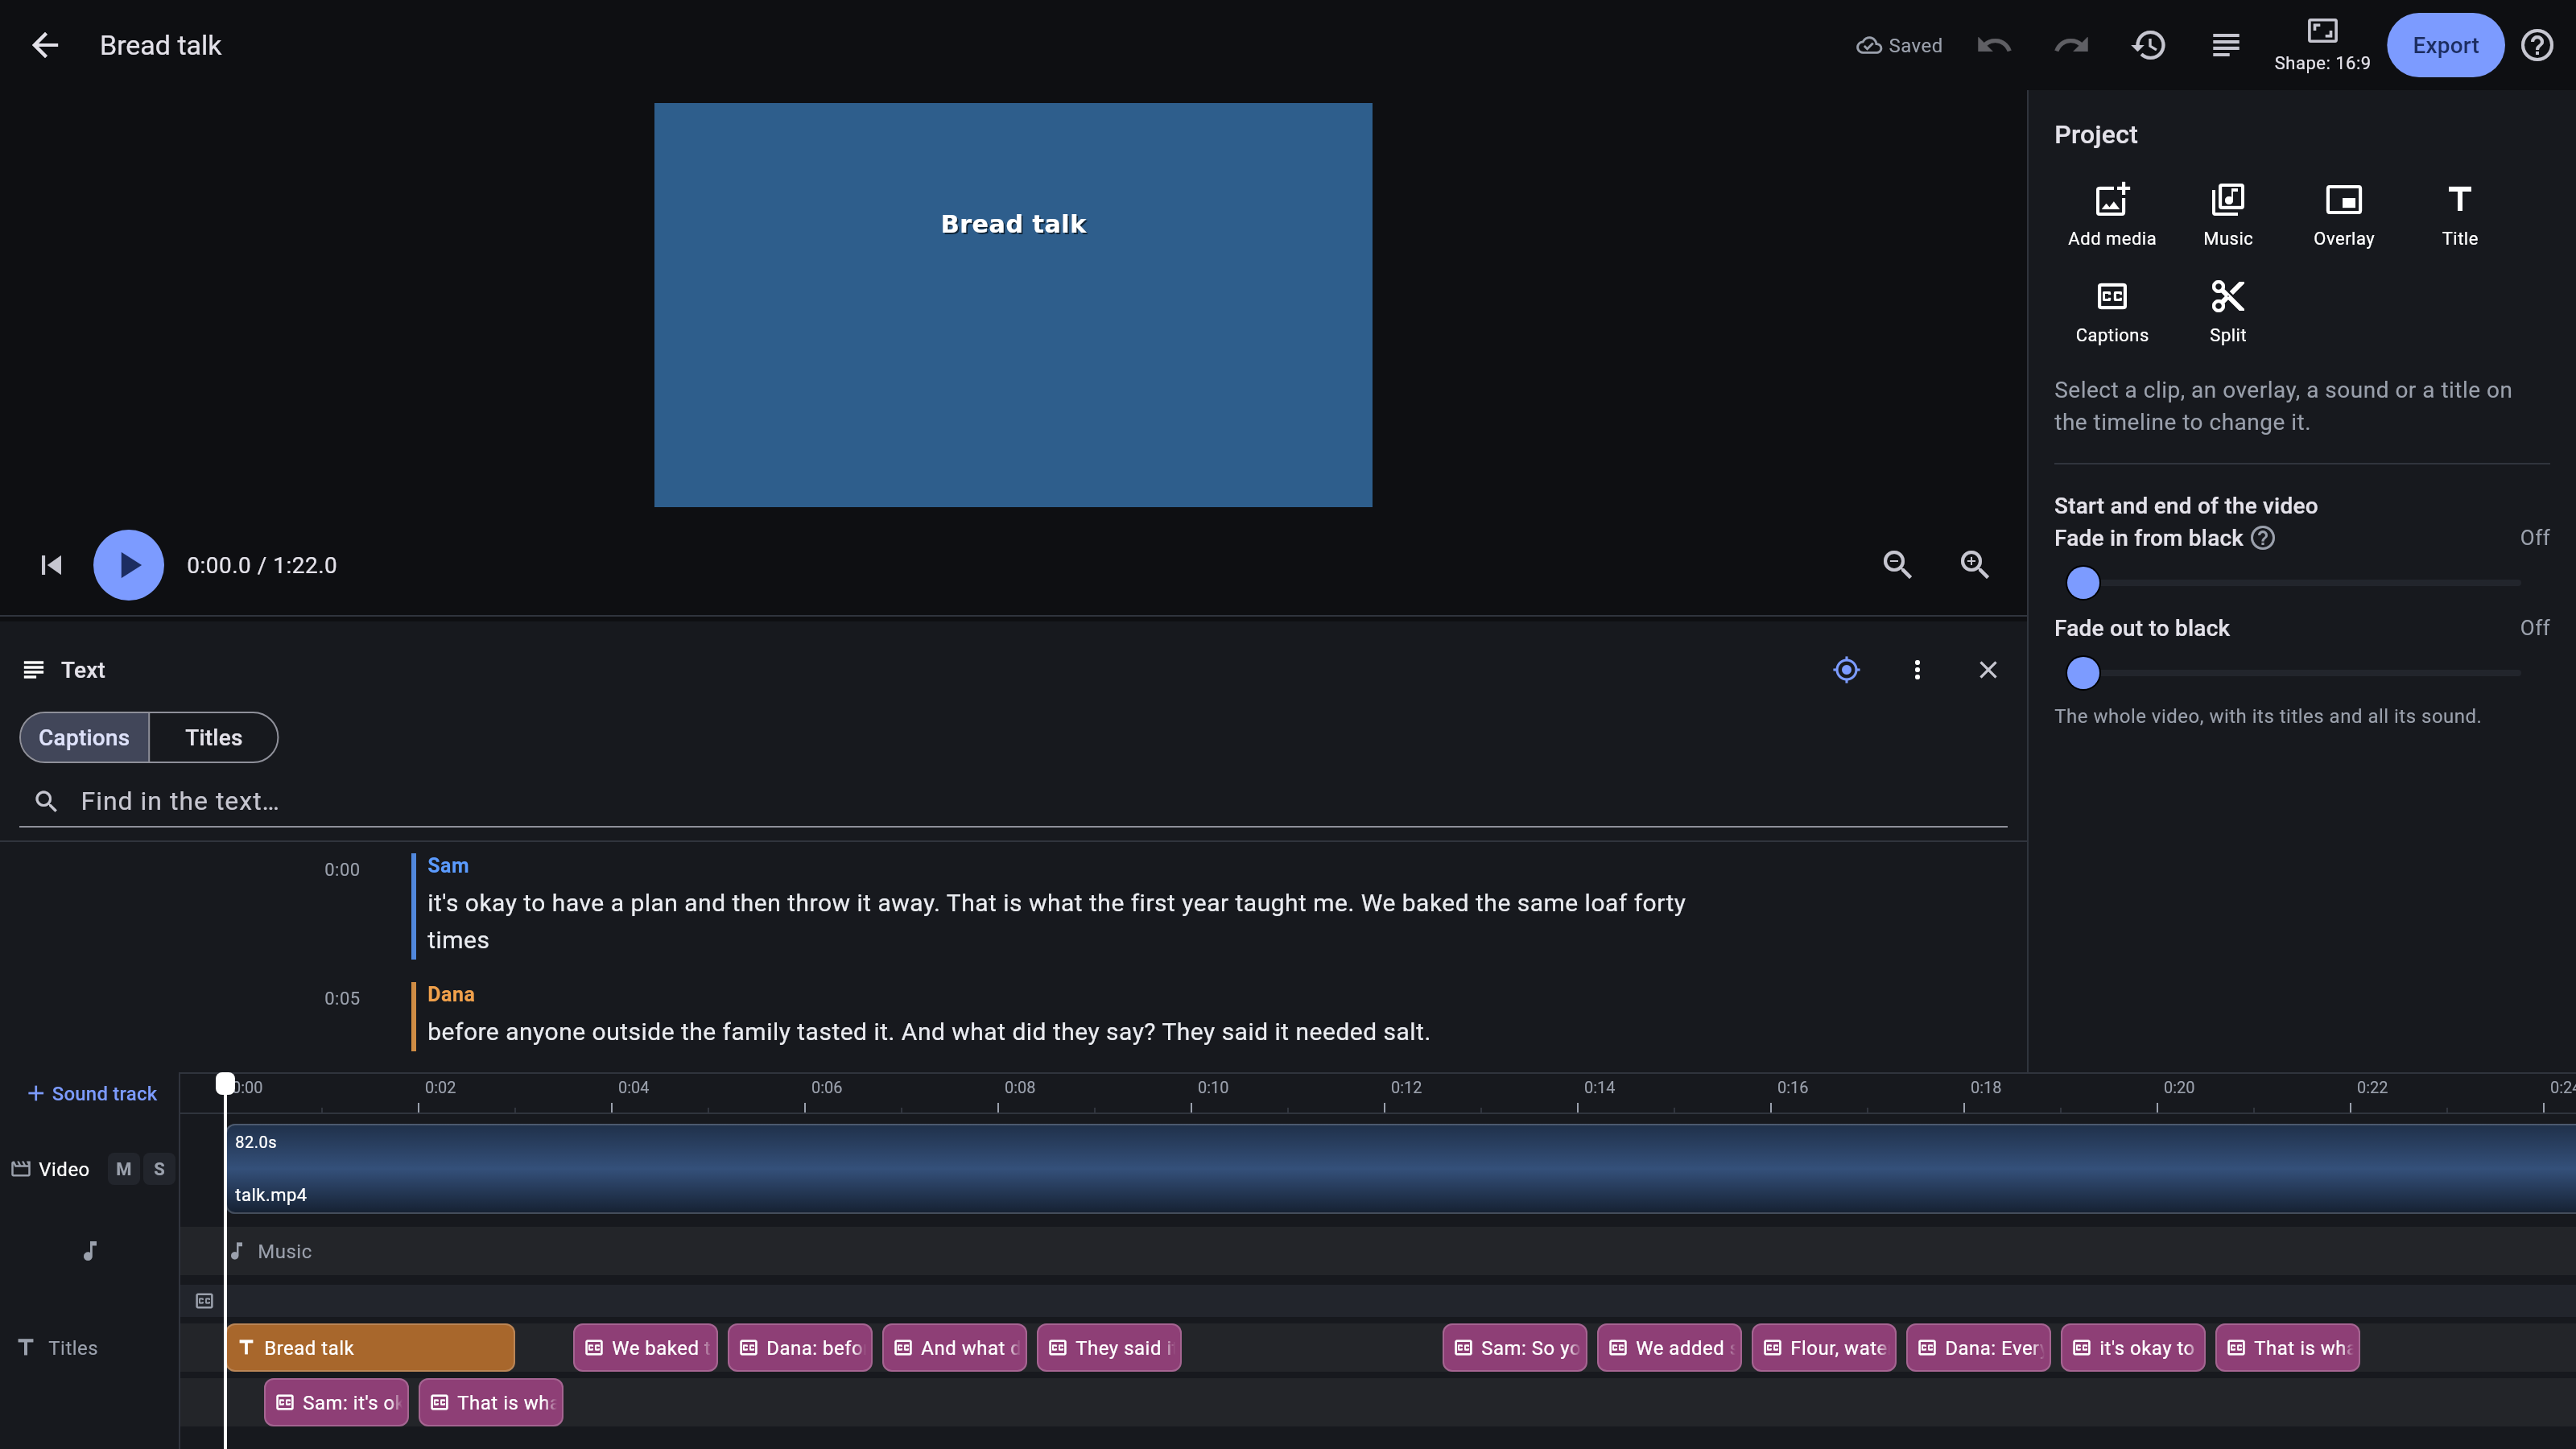 Bread talk
Saved
Shape: 16:9
Export
Bread talk
0:00.0 / 1:22.0
Project
Add media
Music
Overlay
Title
Captions
Split
Select a clip, an overlay, a sound or a title on
the timeline to change it.
Start and end of the video
Fade in from black
Off
Fade out to black
Off
The whole video, with its titles and all its sound.
Text
Captions
Titles
Find in the text...
0:00
Sam
it's okay to have a plan and then throw it away. That is what the first year taught me. We baked the same loaf forty
times
0:05
Dana
before anyone outside the family tasted it. And what did they say? They said it needed salt.
+ Sound track
0:00 0:02 0:04 0:06 0:08 0:10 0:12 0:14 0:16 0:18 0:20 0:22 0:24
82.0s
Video M S
talk.mp4
Music
Titles
Bread talk
We baked t
Dana: befo
And what d
They said i
Sam: So yo
We added s
Flour, wate
Dana: Ever
it's okay to
That is wha
Sam: it's ok
That is wha